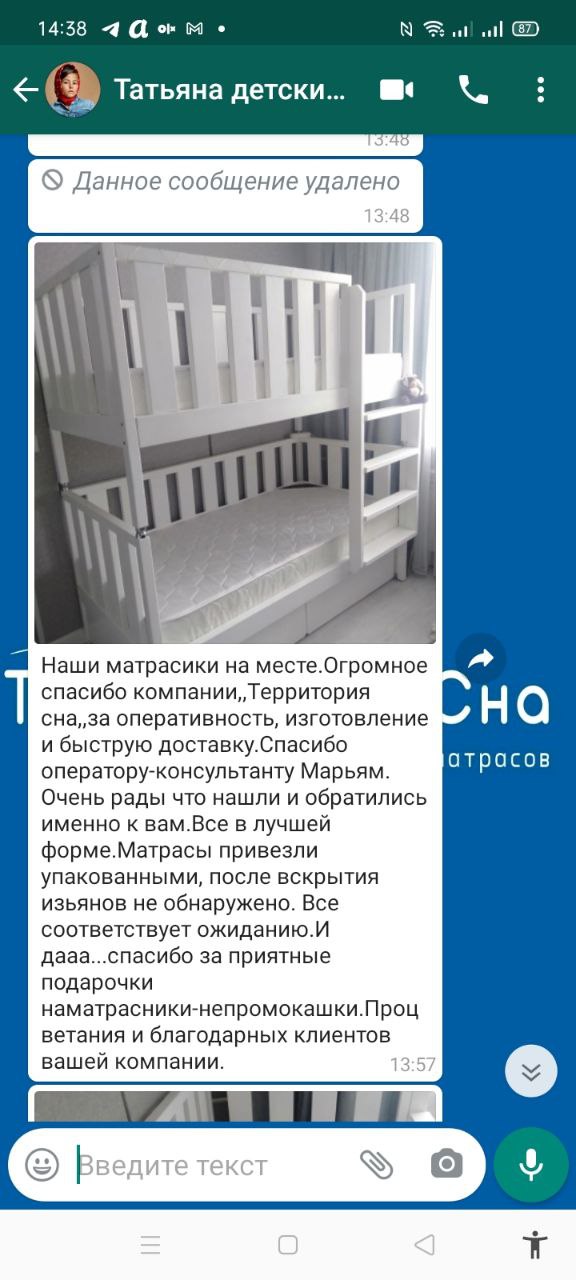 14:38
87
Татьяна детски...
13:48
Данное сообщение удалено
13:48
Наши матрасики на месте.Огромное
спасибо компании,,Территория
сна,,за оперативность, изготовление
и быструю доставку.Спасибо
оператору-консультанту Марьям.
Очень рады что нашли и обратились
именно к вам.Все в лучшей
форме.Матрасы привезли
упакованными, после вскрытия
изьянов не обнаружено. Все
соответствует ожиданию.И
дааа...спасибо за приятные
подарочки
наматрасники-непромокашки.Проц
ветания и благодарных клиентов
вашей компании.
13:57
Т
Сна
матрасов
Введите текст